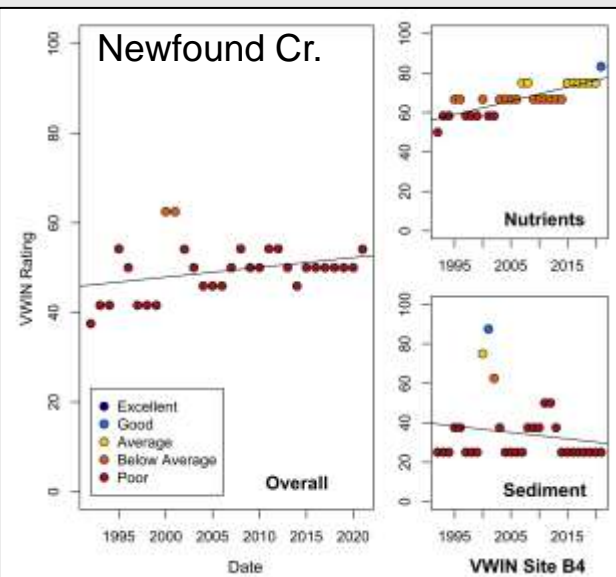 Newfound Cr.
VWIN Rating
100
80
60
40
20
0
Excellent
Good
Average
Below Average
Poor
Overall
1995 2000 2005 2010 2015 2020
Date
100
80
60
40
20
0
Nutrients
1995 2005 2015
100
80
60
40
20
0
Sediment
1995 2005 2015
VWIN Site B4